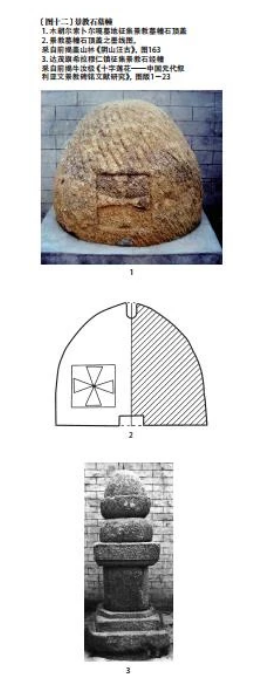 〔图十二〕景教石墓幢
1. 木胡尔索卜尔嘎墓地征集景教墓幢石顶盖
2. 景教墓幢石顶盖之墨线图。
采自前揭盖山林《阴山汪古》，图163
3. 达茂旗希拉穆仁镇征集景教石经幢
采自前揭牛汝极《十字莲花——中国元代叙
利亚文景教碑铭文献研究》，图版1－23
1
2
3